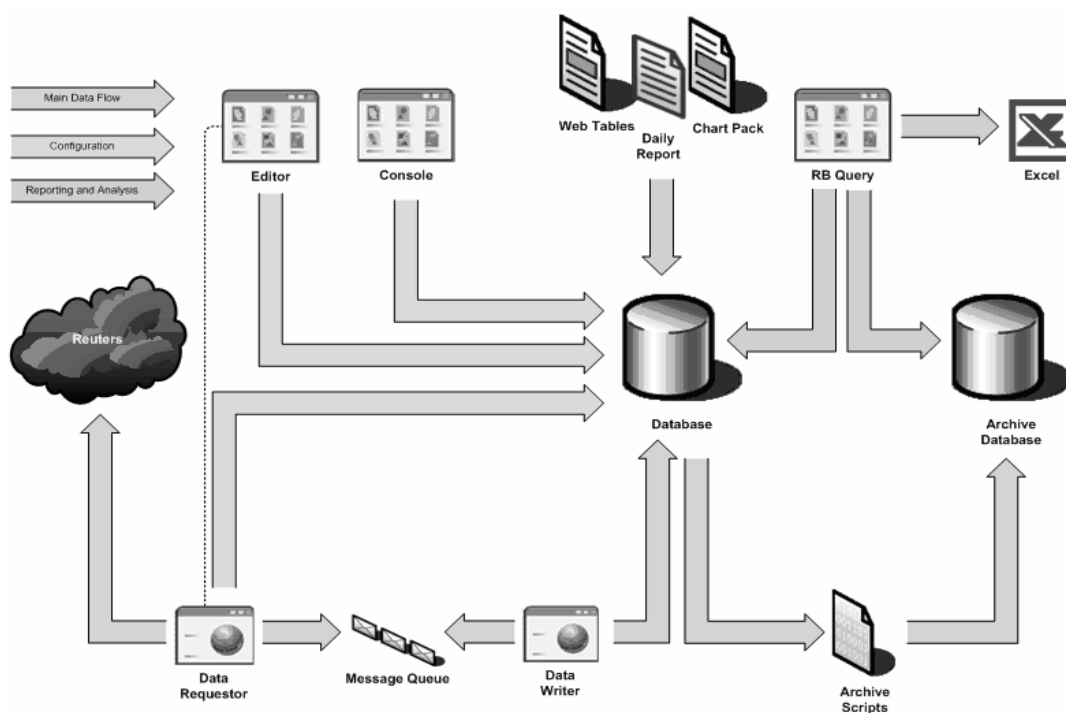 Main Data Flow
Configuration
Reporting and Analysis
Editor
Console
Web Tables
Daily
Report
Chart Pack
RB Query
Excel
Reuters
Database
Archive
Database
Data
Requestor
Message Queue
Data
Writer
Archive
Scripts